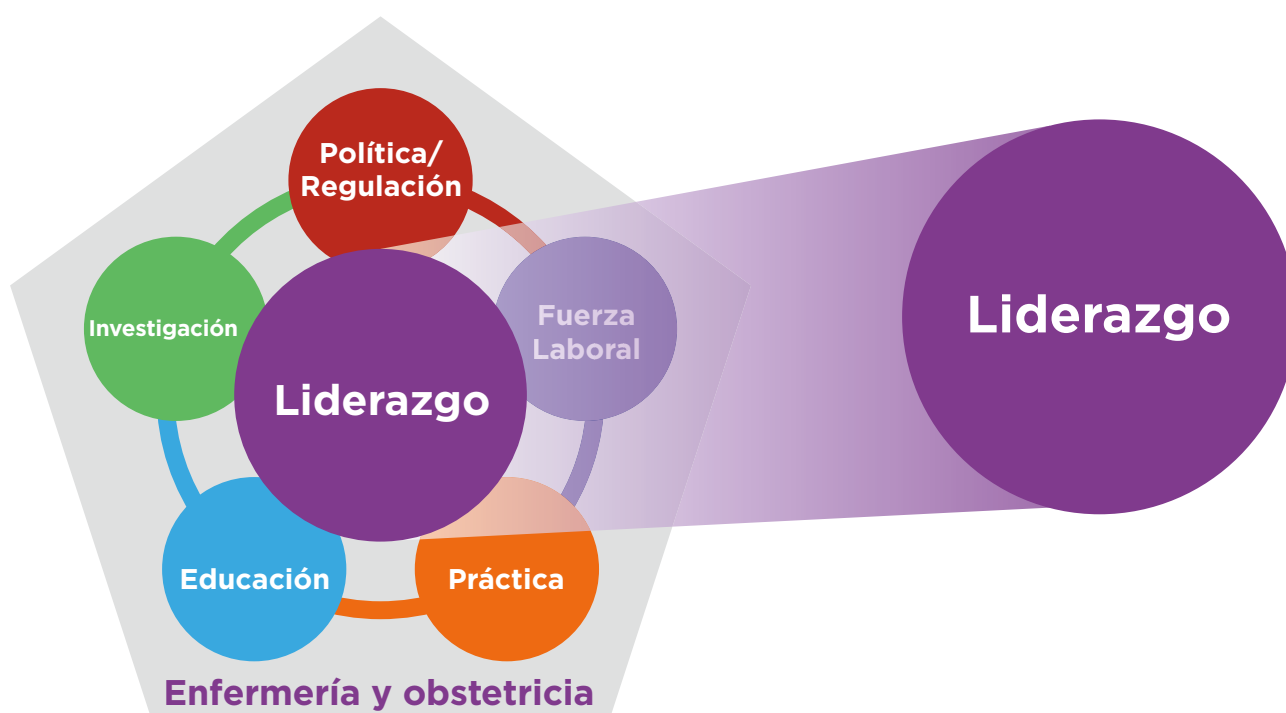 Política/
Regulación
Investigación
Fuerza
Laboral
Liderazgo
Liderazgo
Educación
Práctica
Enfermería y obstetricia